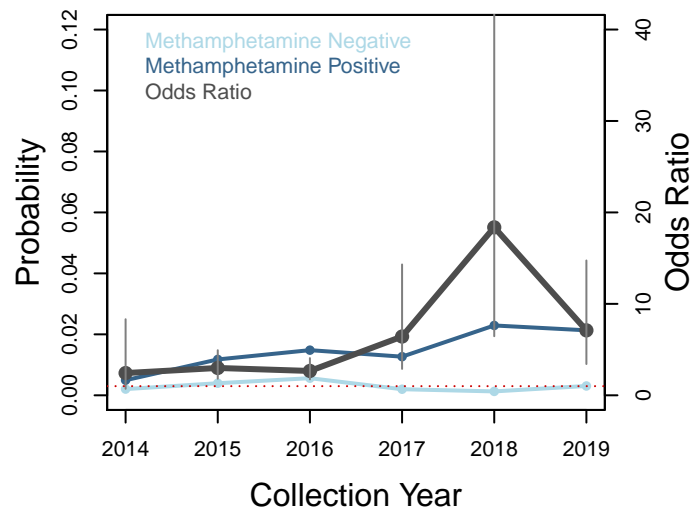 Methamphetamine Negative
Methamphetamine Positive
Odds Ratio
Probability
0.12
0.10
0.08
0.06
0.04
0.02
0.00
Odds Ratio
40
30
20
10
0
2014 2015 2016 2017 2018 2019
Collection Year